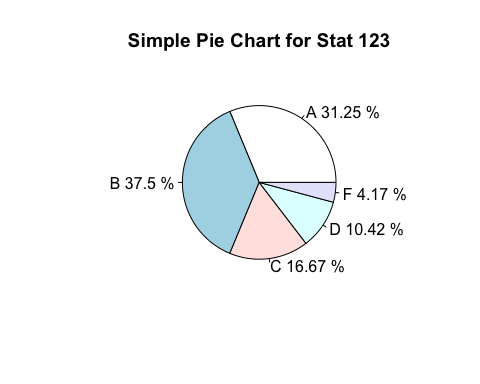 Simple Pie Chart for Stat 123
A 31.25 %
B 37.5 %
F 4.17 %
D 10.42 %
C 16.67 %